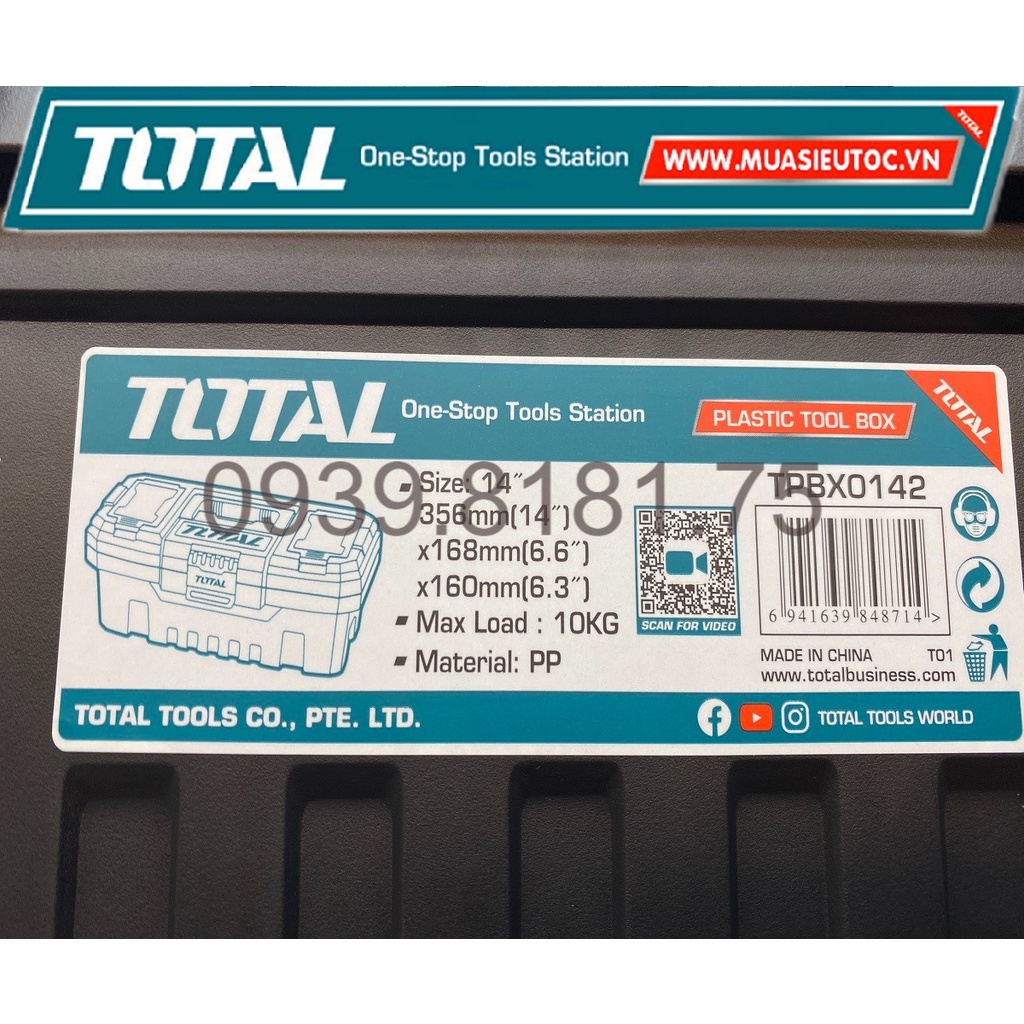 TOTAL One-Stop Tools Station WWW.MUASIEUTOC.VN TOTAL
TOTAL One-Stop Tools Station PLASTIC TOOL BOX TOTAL
0939.8181.75
Size: 14″
356mm(14″)
x168mm(6.6″)
x160mm(6.3″)
Max Load : 10KG
Material: PP
TOTAL
TOTAL
SCAN FOR VIDEO
TPBX0142
6 941639 848714 >
MADE IN CHINA T01
www.totalbusiness.com
TOTAL TOOLS CO., PTE. LTD.
TOTAL TOOLS WORLD